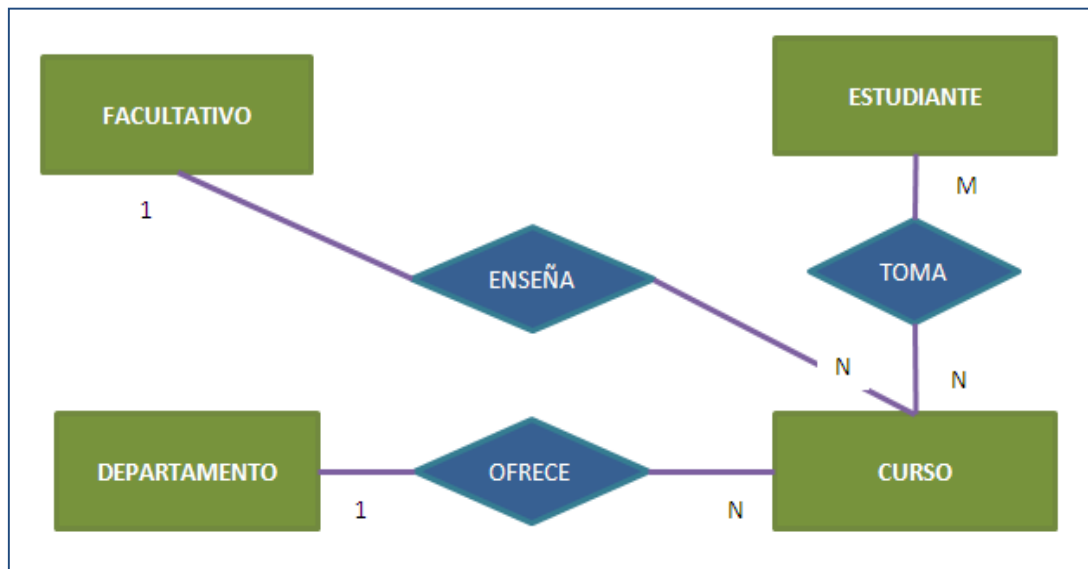 FACULTATIVO
ESTUDIANTE
1
M
ENSEÑA
TOMA
N
N
DEPARTAMENTO
OFRECE
CURSO
1
N